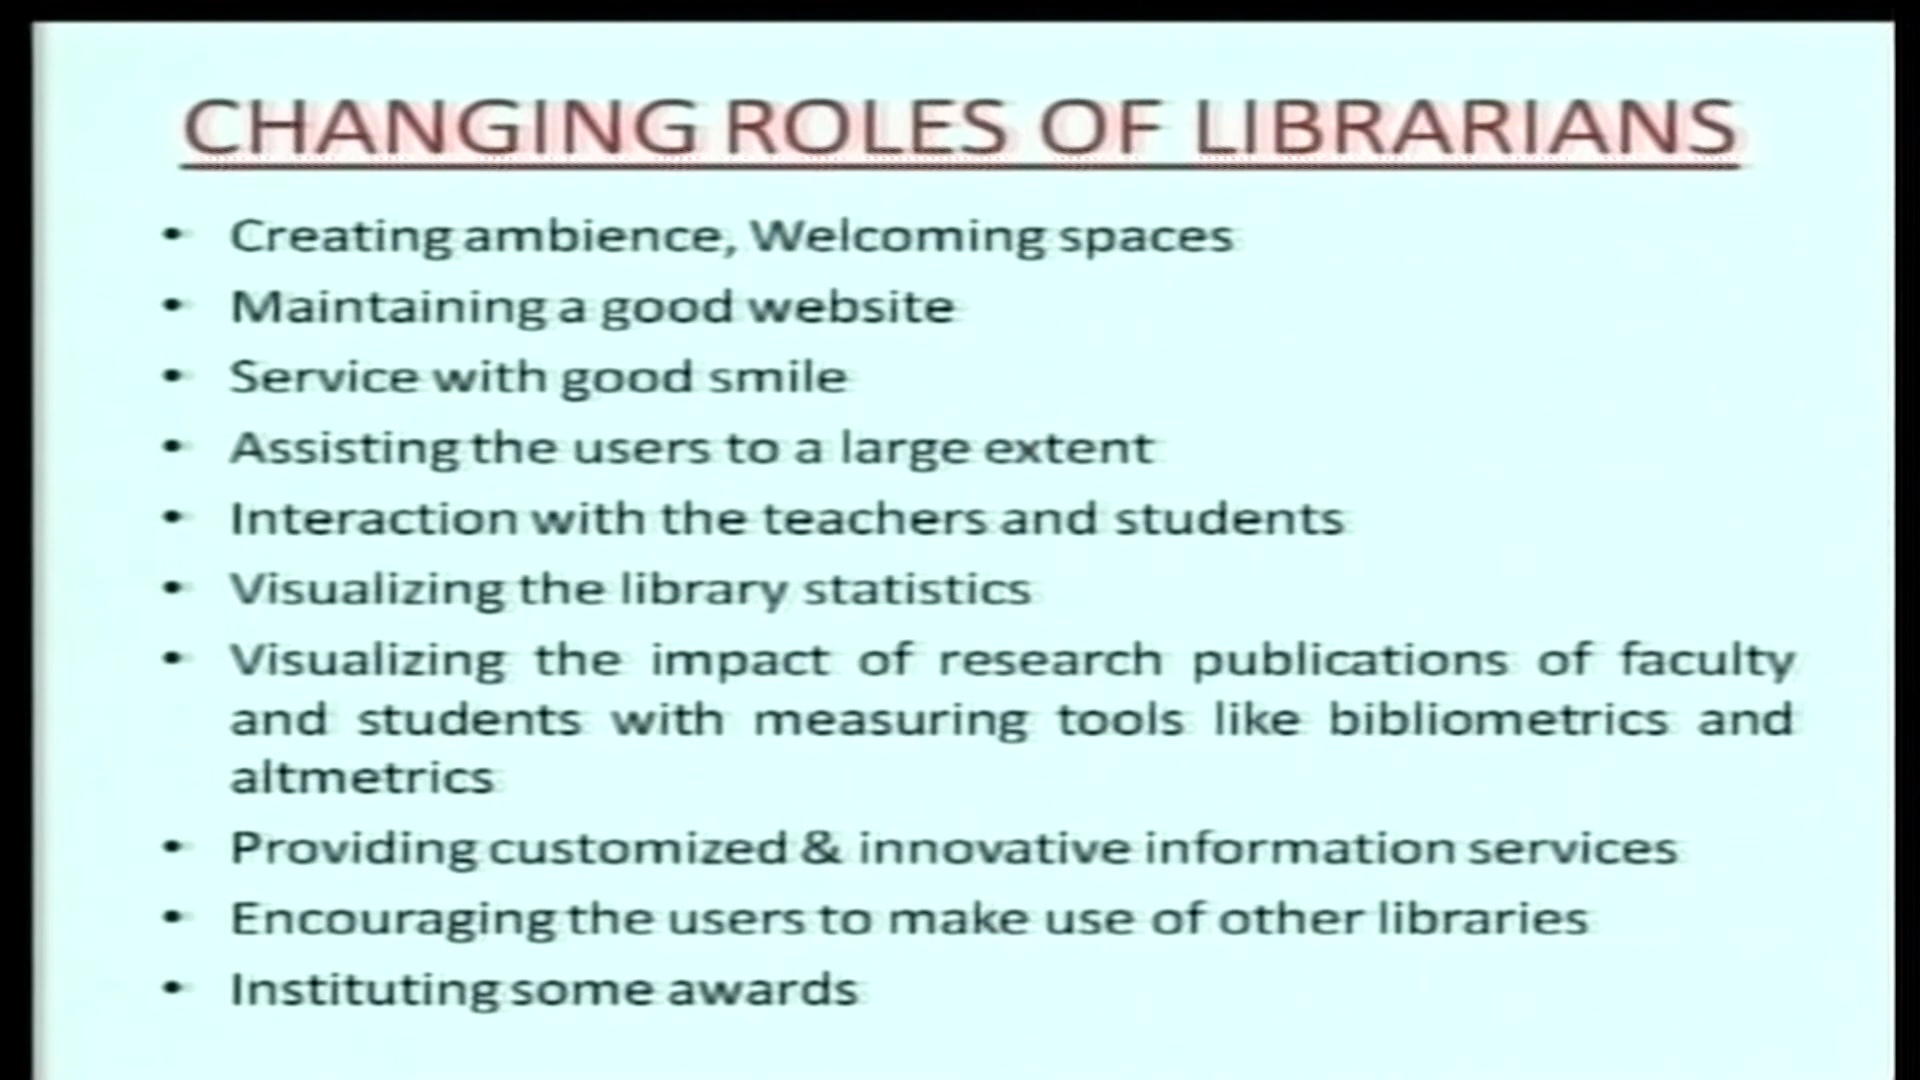 CHANGING ROLES OF LIBRARIANS
• Creating ambience, Welcoming spaces
• Maintaining a good website
• Service with good smile
• Assisting the users to a large extent
• Interaction with the teachers and students
• Visualizing the library statistics
• Visualizing the impact of research publications of faculty
and students with measuring tools like bibliometrics and
altmetrics
• Providing customized & innovative information services
• Encouraging the users to make use of other libraries
• Instituting some awards